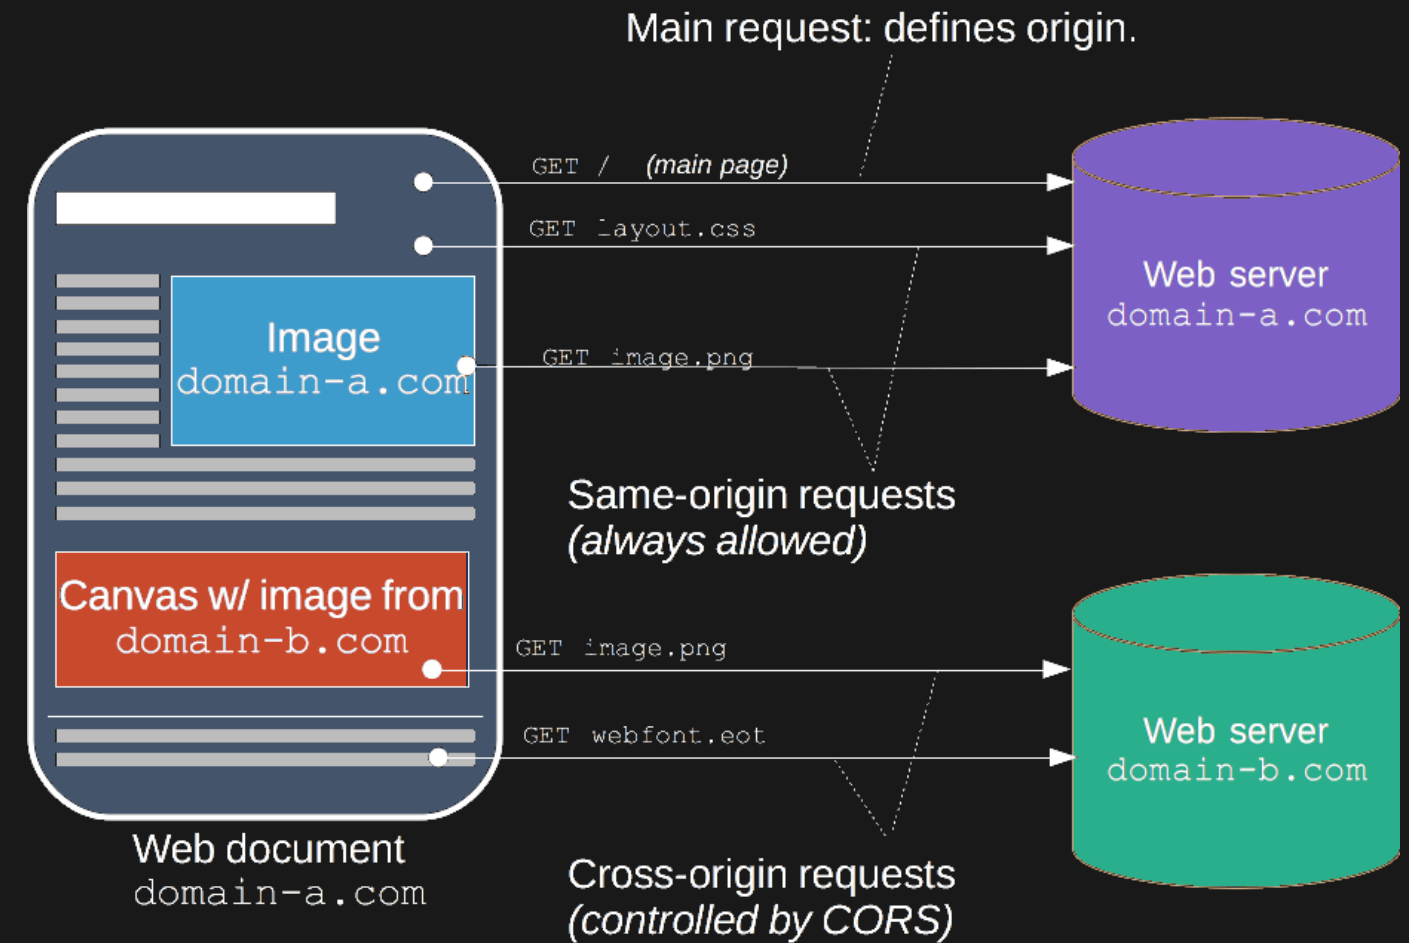 Main request: defines origin.
GET / (main page)
GET layout.css
Image
domain-a.com
GET image.png
Web server
domain-a.com
Same-origin requests
(always allowed)
Canvas w/ image from
domain-b.com
GET image.png
GET webfont.eot
Web server
domain-b.com
Web document
domain-a.com
Cross-origin requests
(controlled by CORS)